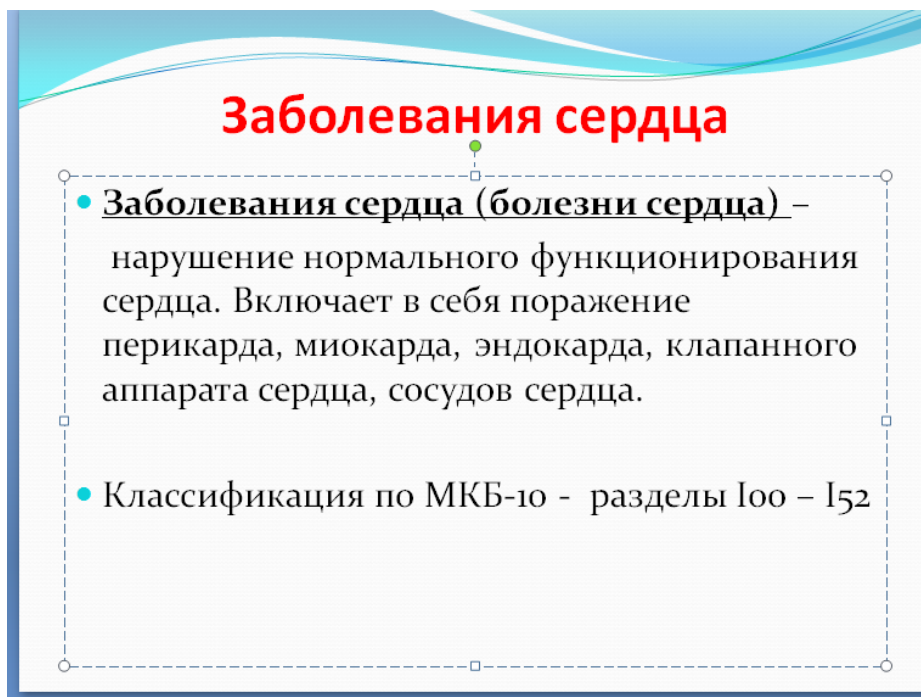 Заболевания сердца
Заболевания сердца (болезни сердца) –
нарушение нормального функционирования
сердца. Включает в себя поражение
перикарда, миокарда, эндокарда, клапанного
аппарата сердца, сосудов сердца.
Классификация по МКБ-10 - разделы I00 – I52